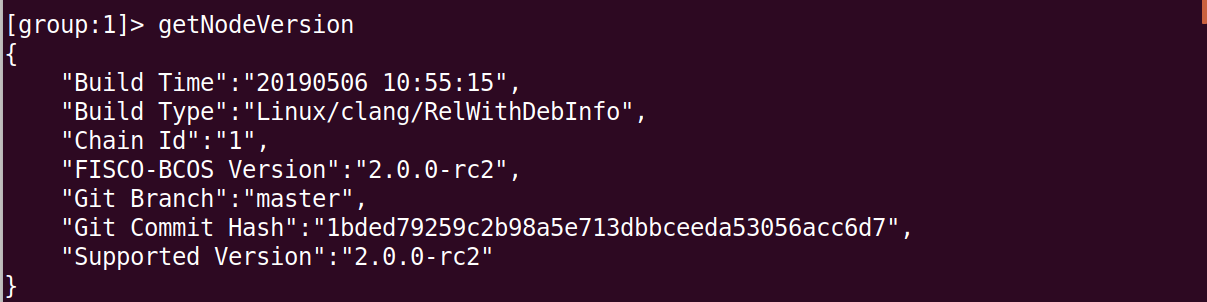 [group:1]> getNodeVersion
{
    "Build Time":"20190506 10:55:15",
    "Build Type":"Linux/clang/RelWithDebInfo",
    "Chain Id":"1",
    "FISCO-BCOS Version":"2.0.0-rc2",
    "Git Branch":"master",
    "Git Commit Hash":"1bded79259c2b98a5e713dbbceeda53056acc6d7",
    "Supported Version":"2.0.0-rc2"
}